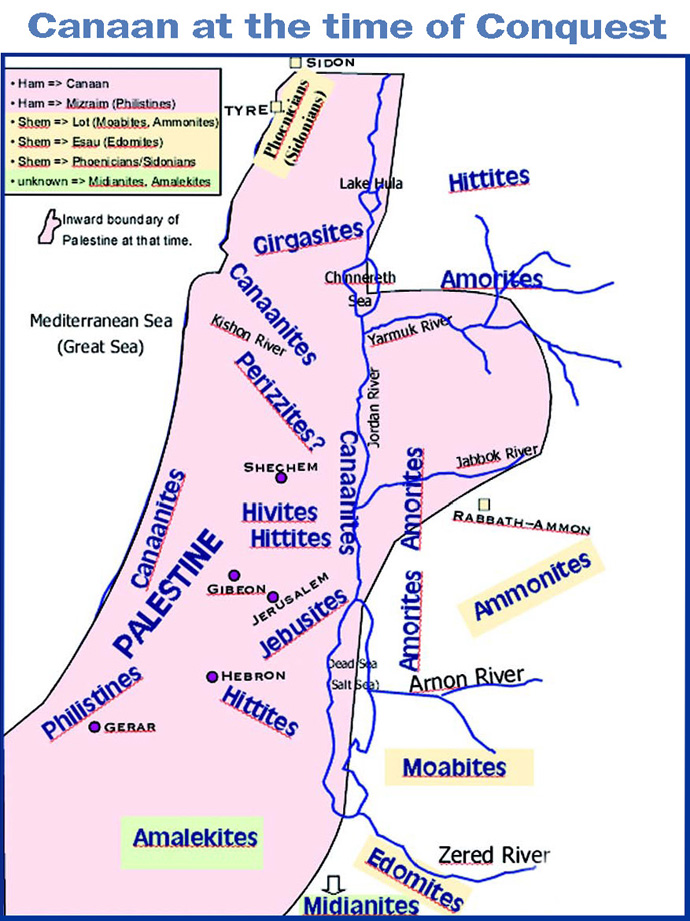 Canaan at the time of Conquest
SIDON
• Ham => Canaan
• Ham => Mizraim (Philistines)
• Shem => Lot (Moabites, Ammonites)
• Shem => Esau (Edomites)
• Shem => Phoenicians/Sidonians
• unknown => Midianites, Amalekites
TYRE
Phoenicians
(Sidonians)
Inward boundary of
Palestine at that time.
Lake Hula
Hittites
Girgasites
Canaanites
Chinnereth
Sea
Amorites
Mediterranean Sea
(Great Sea)
Kishon River
Yarmuk River
Perizzites?
Jordan River
Canaanites
SHECHEM
Jabbok River
Amorites
Canaanites
Hivites
Hittites
RABBATH-AMMON
PALESTINE
GIBEON
JERUSALEM
Jebusites
Amorites
Ammonites
Dead Sea
Salt Sea)
Arnon River
HEBRON
Hittites
Philistines
GERAR
Moabites
Amalekites
Zered River
Edomites
Midianites